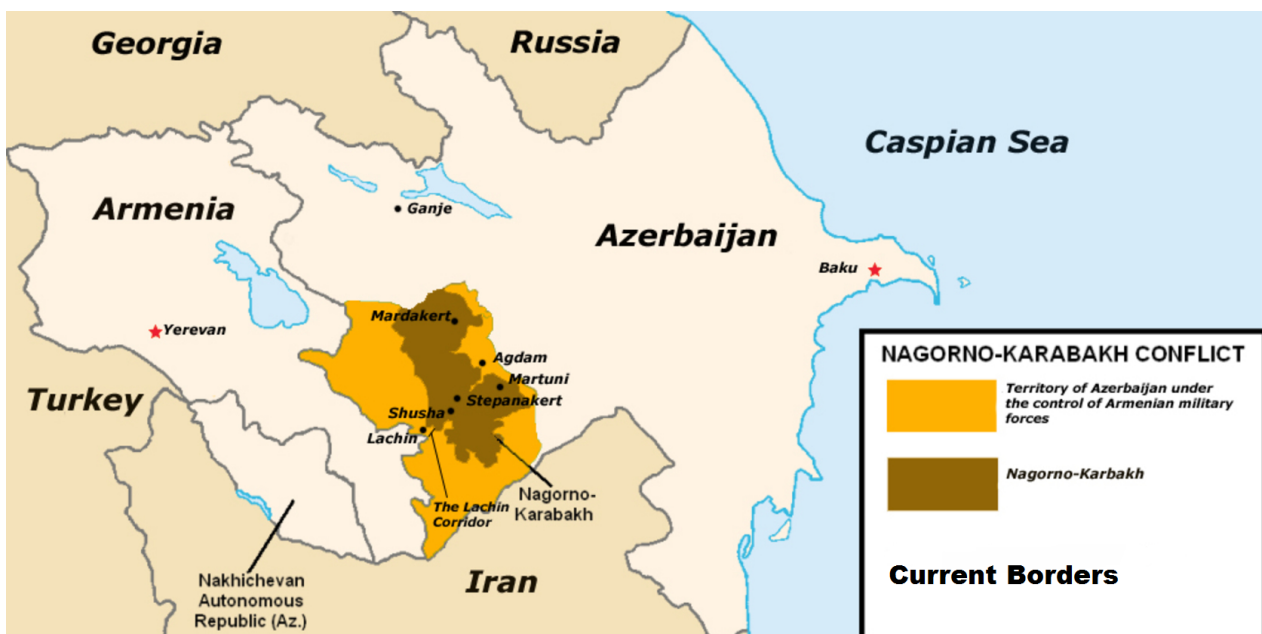 Georgia
Russia
Caspian Sea
Armenia
Ganje
Azerbaijan
Baku
Mardakert
Yerevan
Agdam
Martuni
Turkey
Stepanakert
Shusha
Lachin
The Lachin
Corridor
Nagorno-
Karabakh
Nakhichevan
Autonomous
Republic (Az.)
Iran
NAGORNO-KARABAKH CONFLICT
Territory of Azerbaijan under
the control of Armenian military
forces
Nagorno-Karbakh
Current Borders